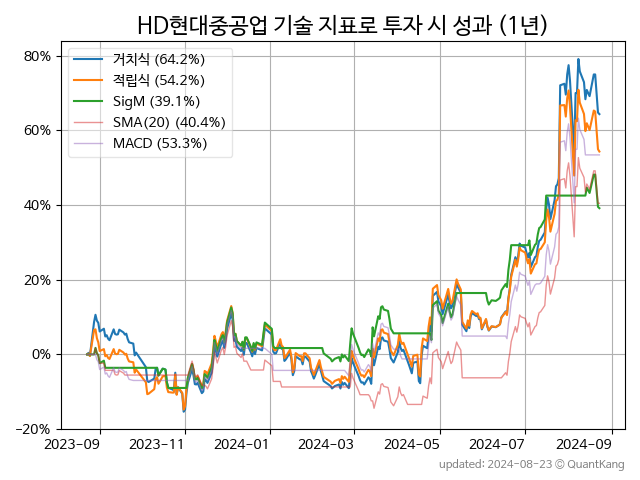 HD현대중공업 기술 지표로 투자 시 성과 (1년)
거치식 (64.2%)
적립식 (54.2%)
SigM (39.1%)
SMA(20) (40.4%)
MACD (53.3%)
80%
60%
40%
20%
0%
−20%
2023-09
2023-11
2024-01
2024-03
2024-05
2024-07
2024-09
updated: 2024-08-23 © QuantKang